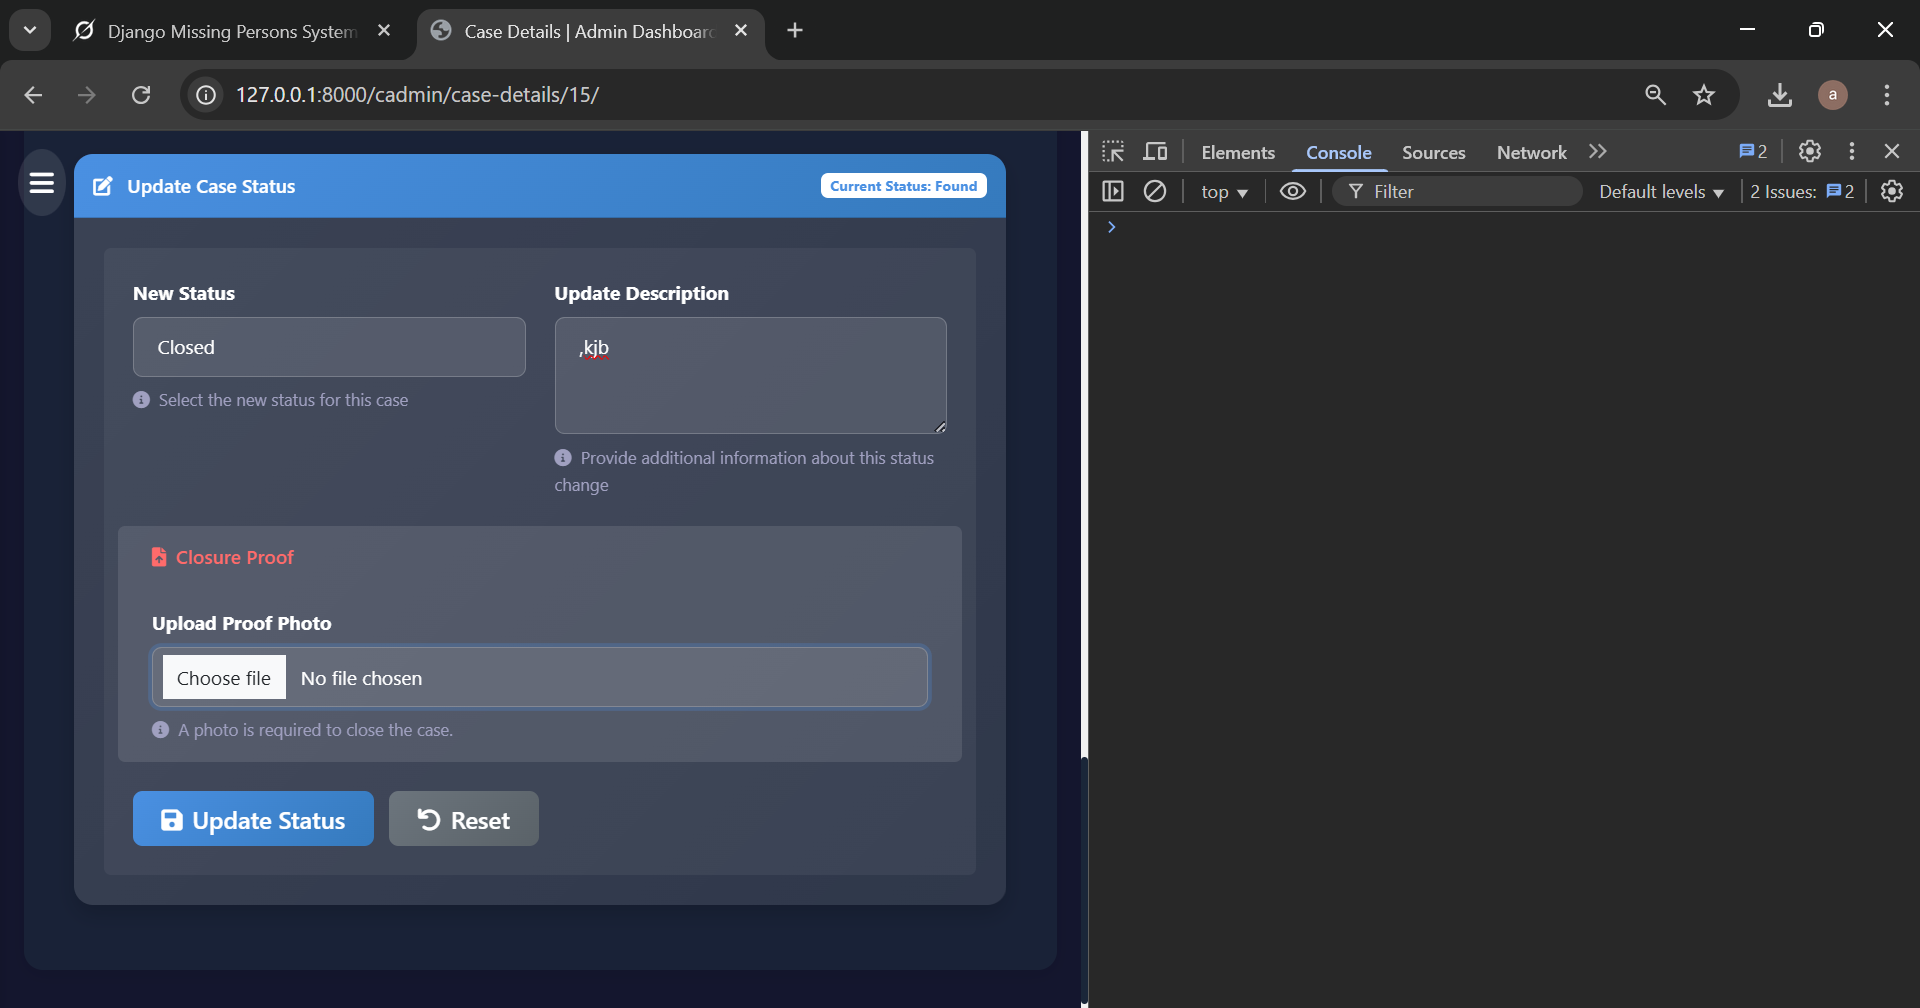 Django Missing Persons System
Case Details | Admin Dashboard
127.0.0.1:8000/cadmin/case-details/15/
a
Update Case Status
Current Status: Found
New Status
Closed
Select the new status for this case
Update Description
,kjb
Provide additional information about this status
change
Closure Proof
Upload Proof Photo
Choose file No file chosen
A photo is required to close the case.
Update Status
Reset
Elements Console Sources Network 2
top Filter Default levels 2 Issues: 2